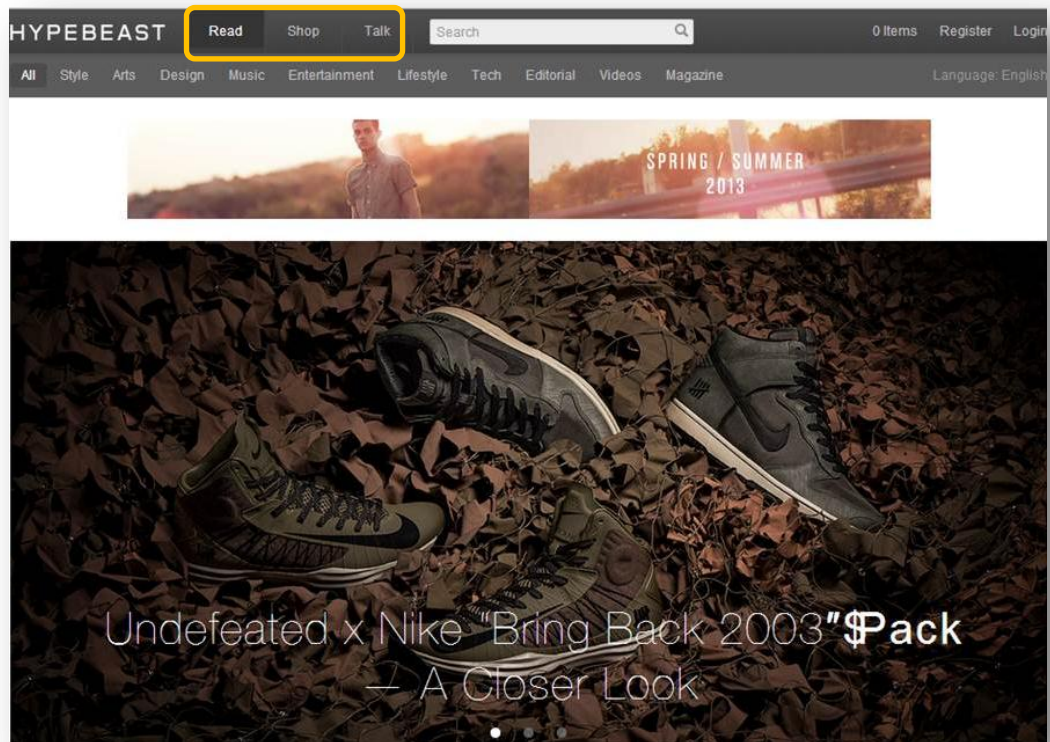 HYPEBEAST Read Shop Talk Search 0 Items Register Login
All Style Arts Design Music Entertainment Lifestyle Tech Editorial Videos Magazine Language: English
SPRING / SUMMER
2013
Undefeated x Nike "Bring Back 2003"$Pack
— A Closer Look